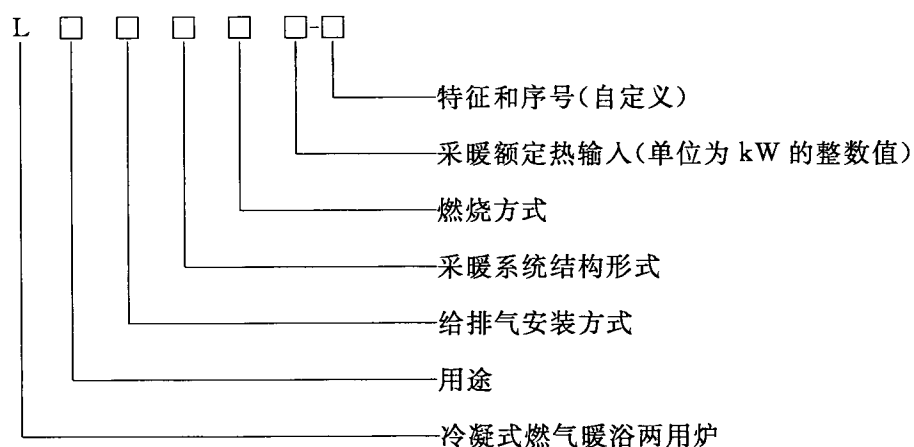 L □ □ □ □ □-□
特征和序号(自定义)
采暖额定热输入(单位为 kW 的整数值)
燃烧方式
采暖系统结构形式
给排气安装方式
用途
冷凝式燃气暖浴两用炉